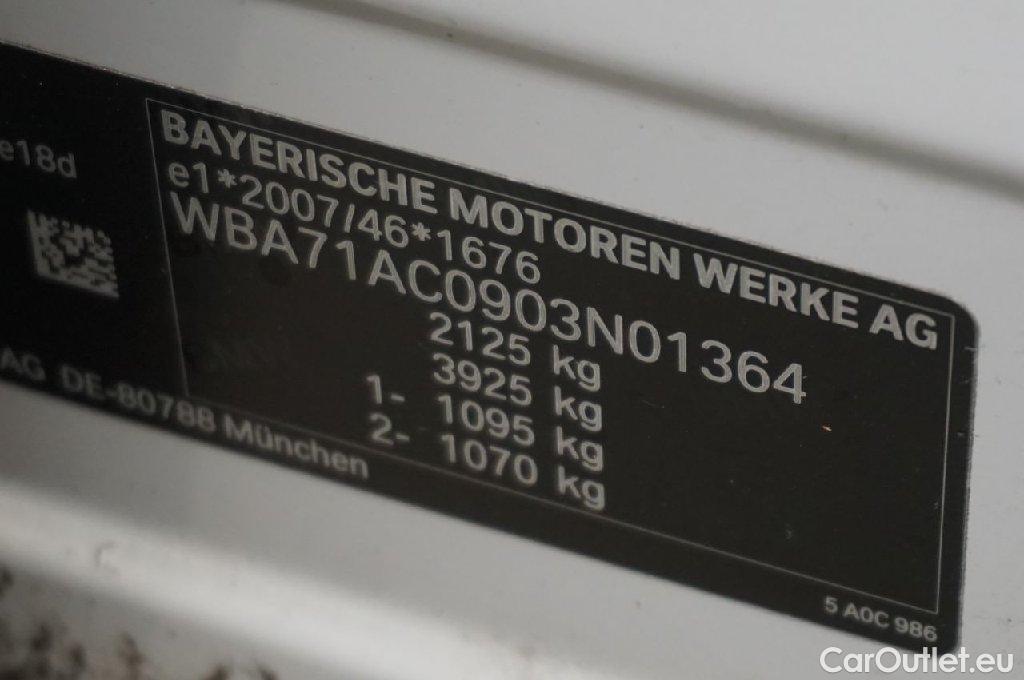 e18d
BAYERISCHE MOTOREN WERKE AG
e1*2007/46*1676
WBA71AC0903N01364
2125 kg
3925 kg
1- 1095 kg
2- 1070 kg
AG DE-80788 München
5 A0C 986
CarOutlet.eu